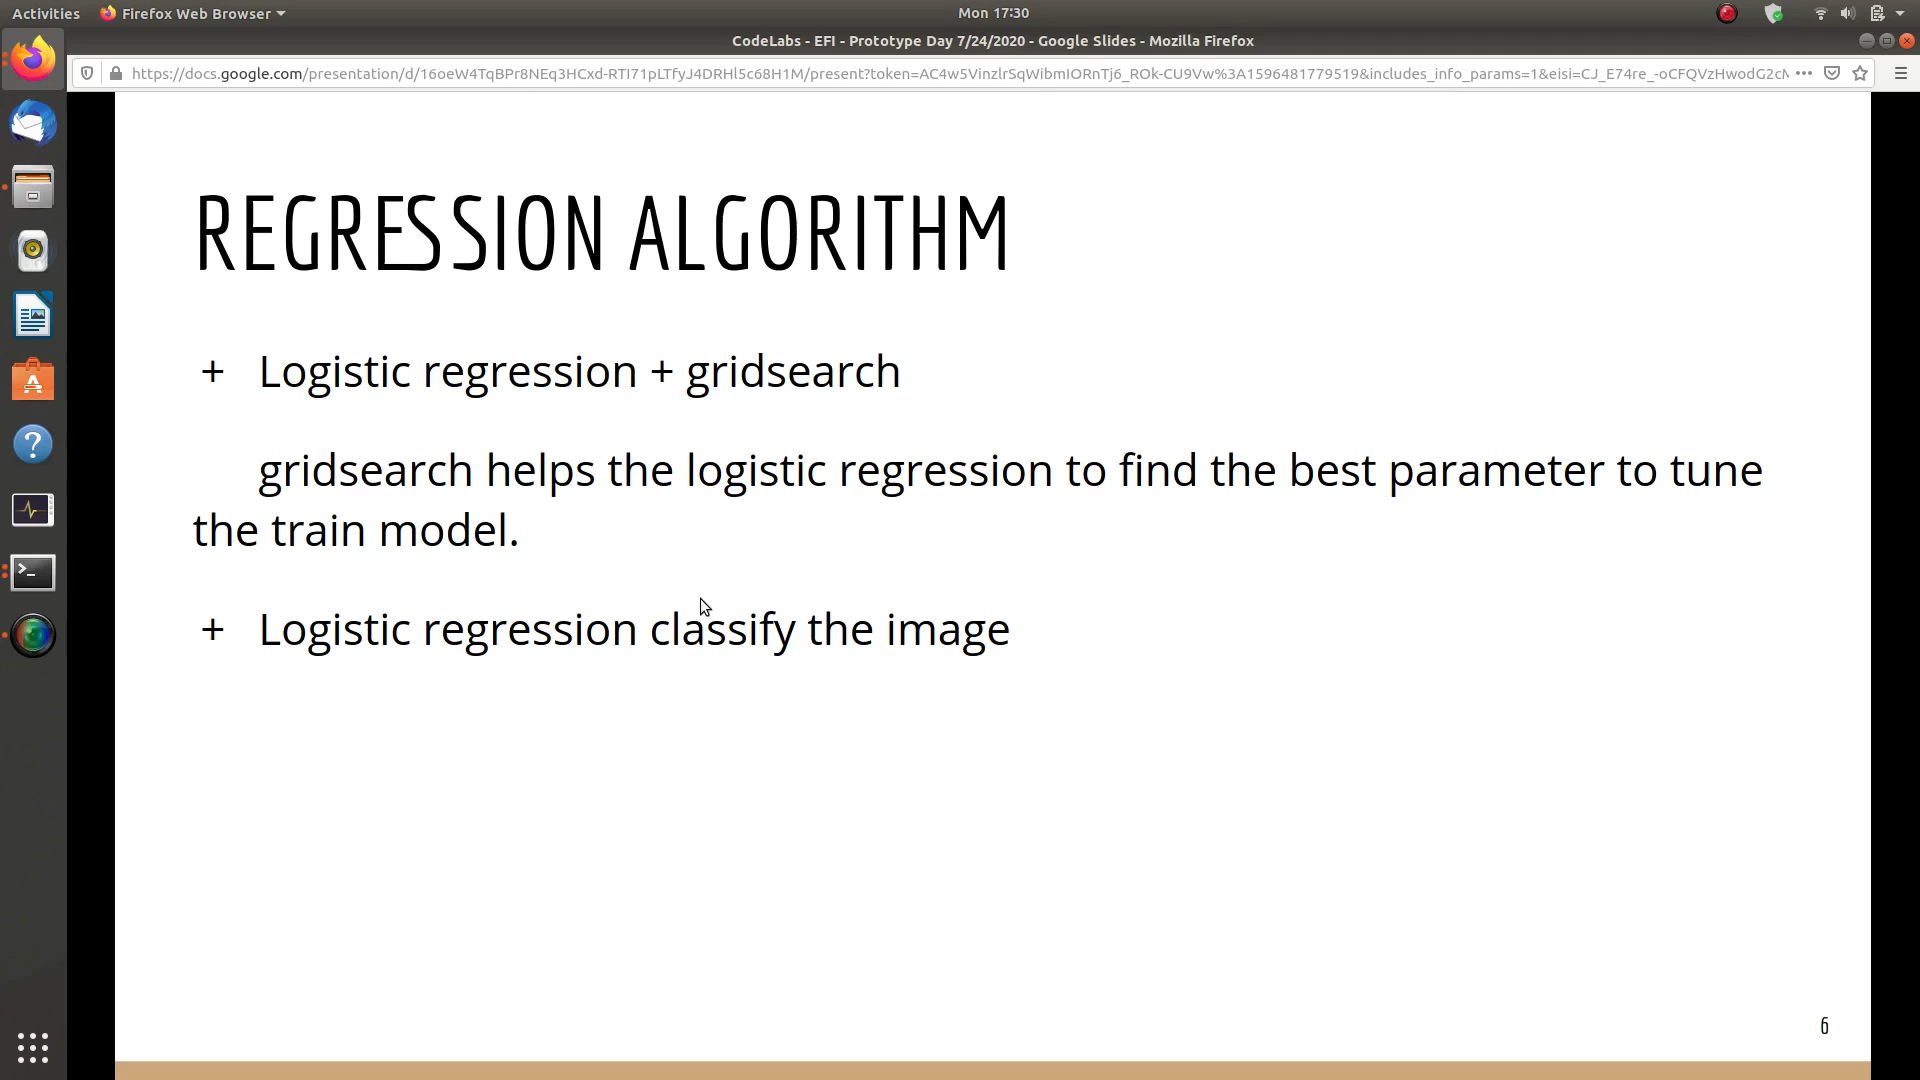 Activities Firefox Web Browser Mon 17:30
CodeLabs - EFI - Prototype Day 7/24/2020 - Google Slides - Mozilla Firefox
https://docs.google.com/presentation/d/16oeW4TqBPr8NEq3HCxd-RTI71pLTfyJ4DRHl5c68H1M/present?token=AC4w5VinzlrSqWibmIORnTj6_ROk-CU9Vw%3A1596481779519&includes_info_params=1&eisi=CJ_E74re_-oCFQVzHwodG2cM
REGRESSION ALGORITHM
+ Logistic regression + gridsearch
gridsearch helps the logistic regression to find the best parameter to tune
the train model.
+ Logistic regression classify the image
6